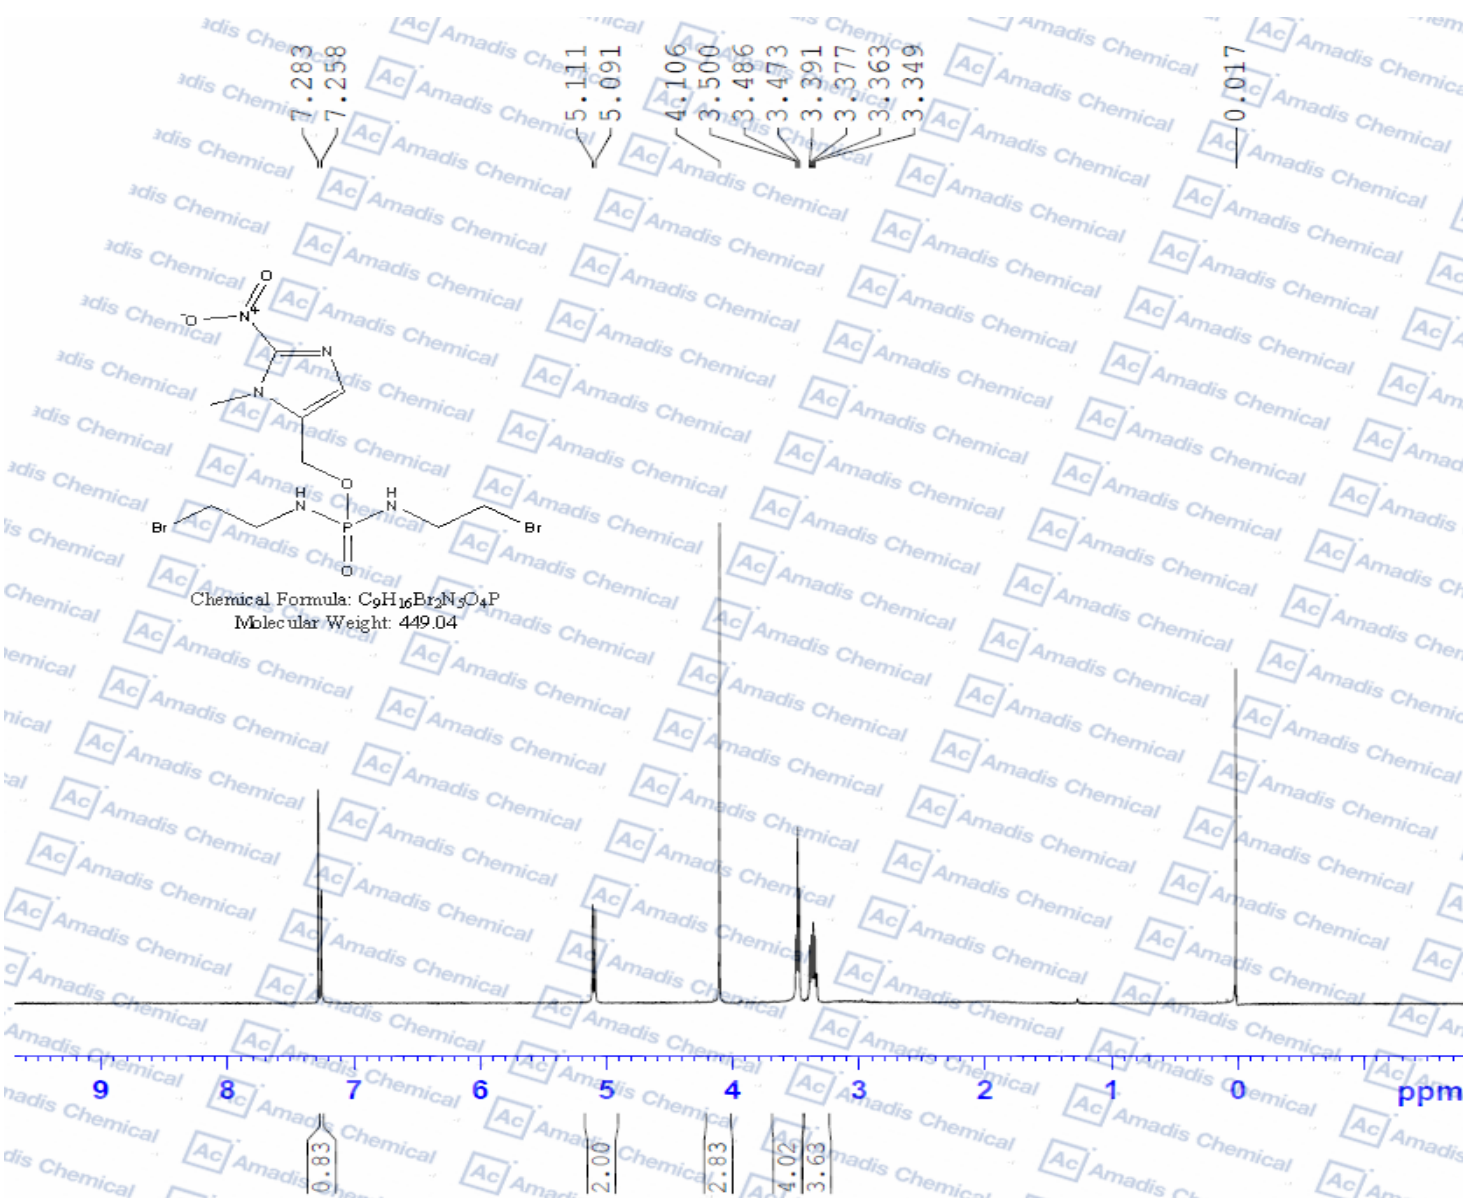 7.283
7.258
5.111
5.091
4.106
3.500
3.486
3.473
3.391
3.377
3.363
3.349
-0.017
O
⁻O
N⁺
N
N
O
H
N
H
N
Br
P
Br
O
Chemical Formula: C₉H₁₆Br₂N₅O₄P
Molecular Weight: 449.04
9 8 7 6 5 4 3 2 1 0 ppm
0.83
2.00
2.83
4.02
3.63
Ac Amadis Chemical